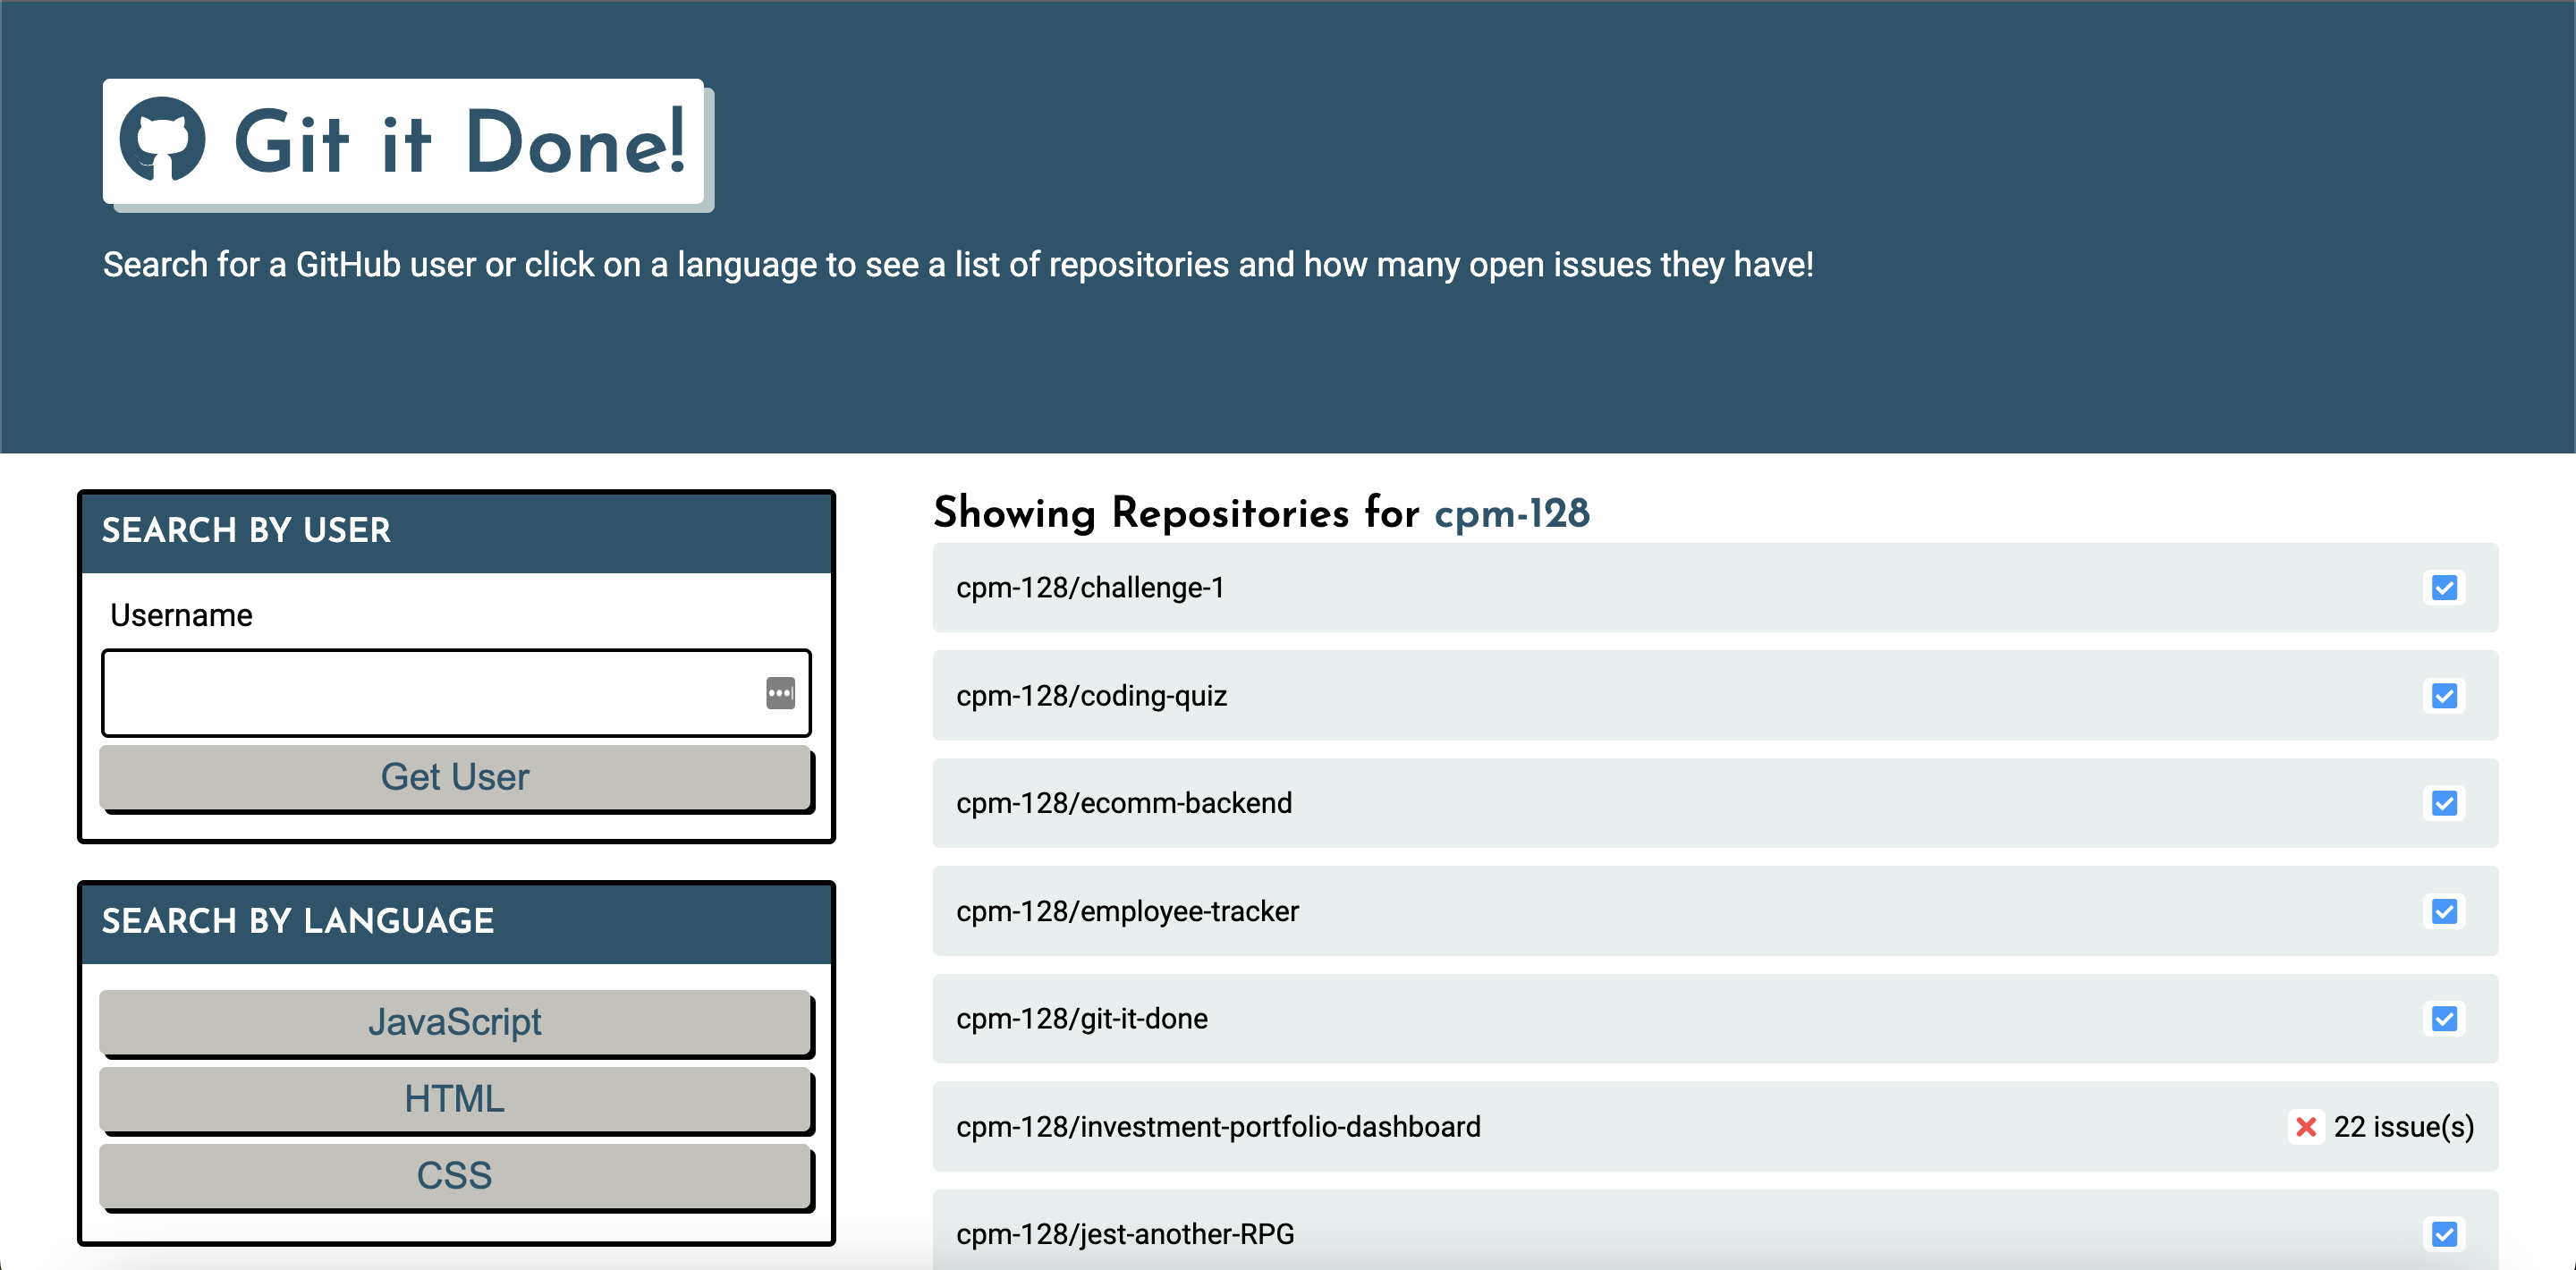 Git it Done!
Search for a GitHub user or click on a language to see a list of repositories and how many open issues they have!
SEARCH BY USER
Username
Get User
SEARCH BY LANGUAGE
JavaScript
HTML
CSS
Showing Repositories for cpm-128
cpm-128/challenge-1
cpm-128/coding-quiz
cpm-128/ecomm-backend
cpm-128/employee-tracker
cpm-128/git-it-done
cpm-128/investment-portfolio-dashboard 22 issue(s)
cpm-128/jest-another-RPG